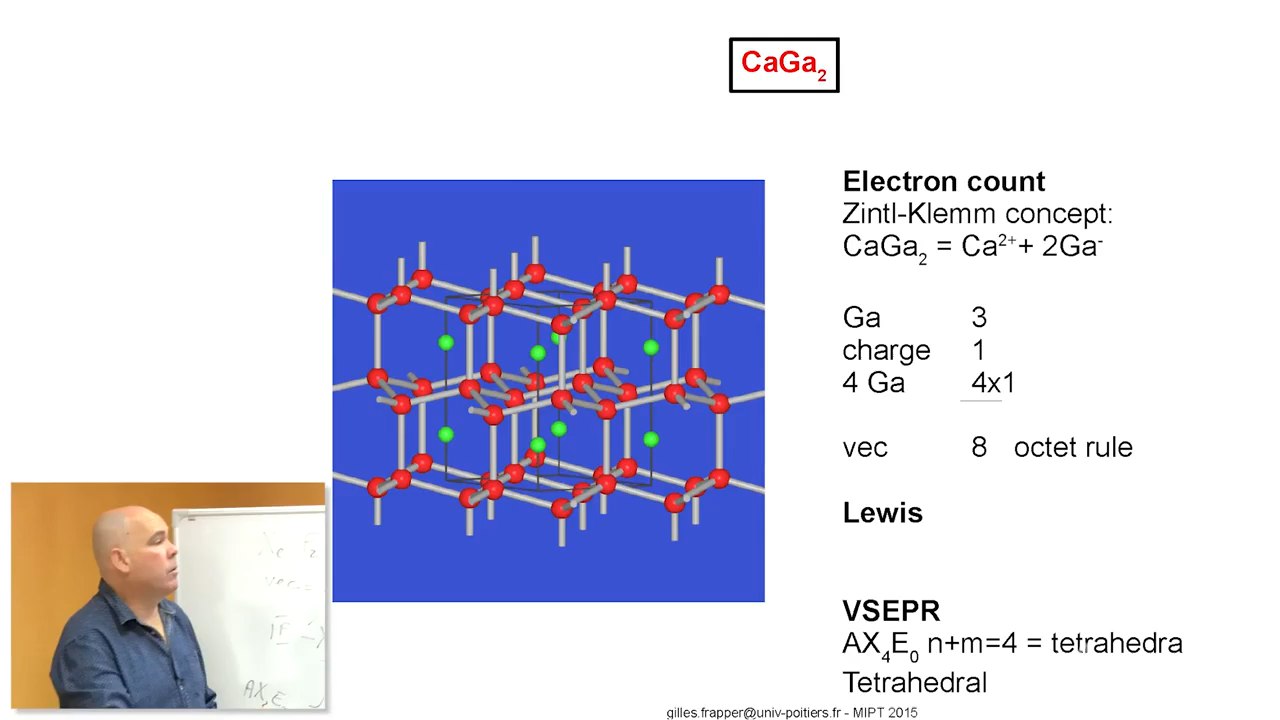 CaGa₂
Electron count
Zintl-Klemm concept:
CaGa₂ = Ca²⁺+ 2Ga⁻
Ga 3
charge 1
4 Ga 4x1
vec 8 octet rule
Lewis
VSEPR
AX₄E₀ n+m=4 = tetrahedra
Tetrahedral
gilles.frapper@univ-poitiers.fr - MIPT 2015